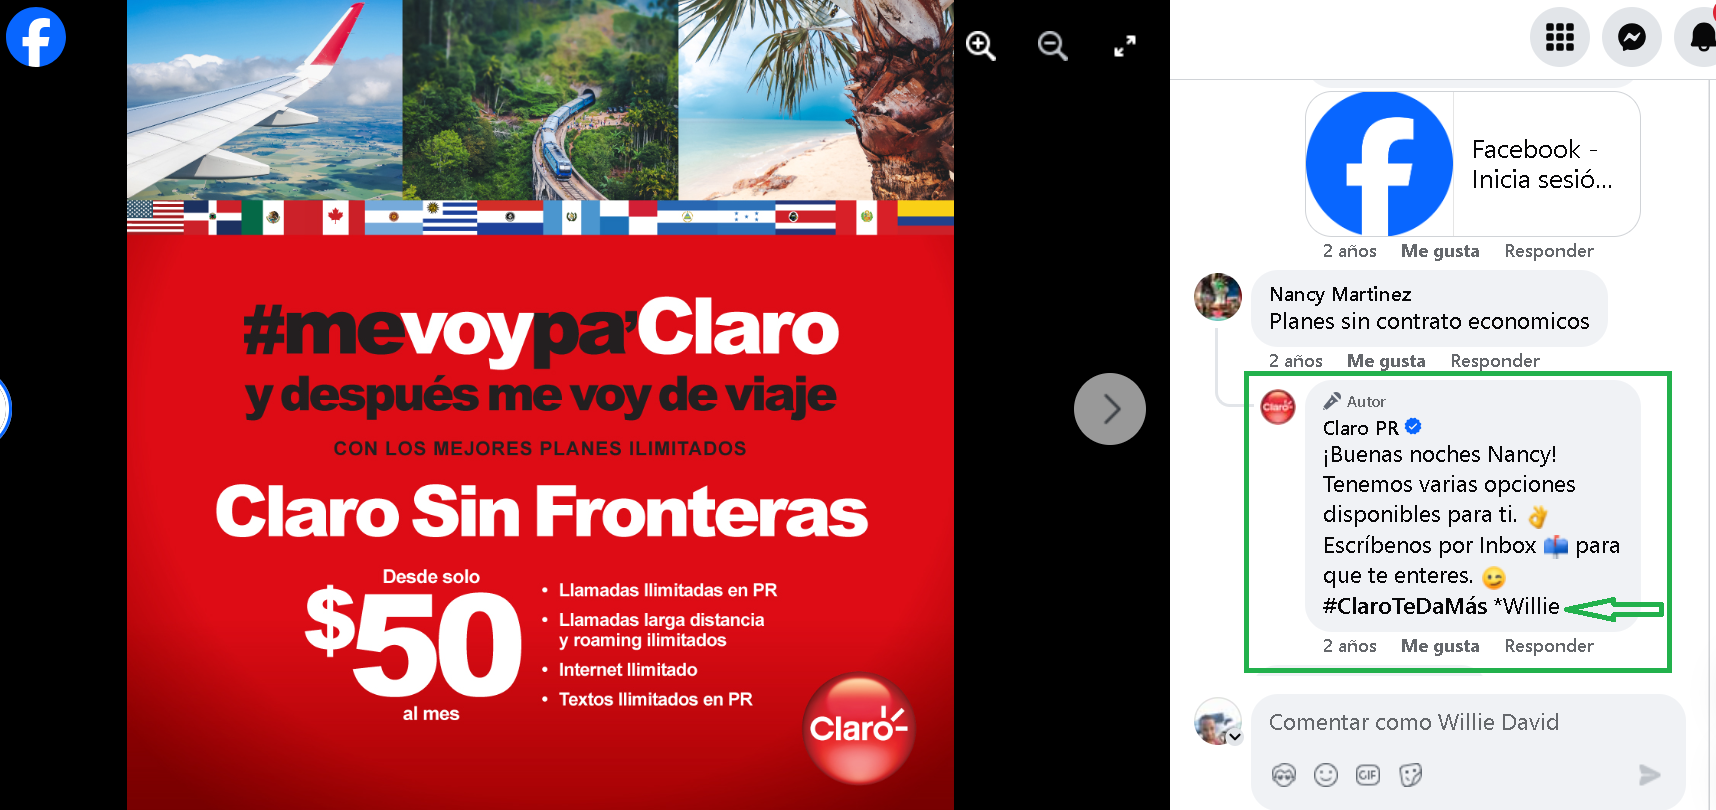 #mevoypa'Claro
y después me voy de viaje
CON LOS MEJORES PLANES ILIMITADOS
Claro Sin Fronteras
Desde solo
$50
al mes
• Llamadas Ilimitadas en PR
• Llamadas larga distancia
y roaming ilimitados
• Internet Ilimitado
• Textos Ilimitados en PR
Claro
Facebook -
Inicia sesió...
2 años Me gusta Responder
Nancy Martinez
Planes sin contrato economicos
2 años Me gusta Responder
Claro
Autor
Claro PR
¡Buenas noches Nancy!
Tenemos varias opciones
disponibles para ti. 👌
Escríbenos por Inbox 📫 para
que te enteres. 😉
#ClaroTeDaMás *Willie
2 años Me gusta Responder
Comentar como Willie David
GIF